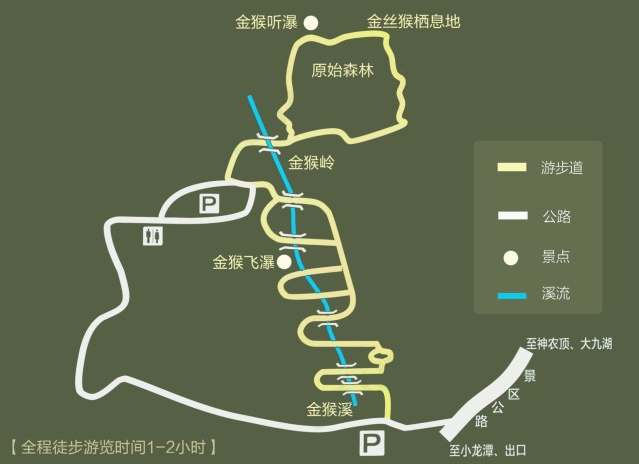 金猴听瀑
金丝猴栖息地
原始森林
金猴岭
游步道
P
公路
金猴飞瀑
景点
溪流
至神农顶、大九湖
景区公路
金猴溪
P
至小龙潭、出口
【全程徒步游览时间1-2小时】